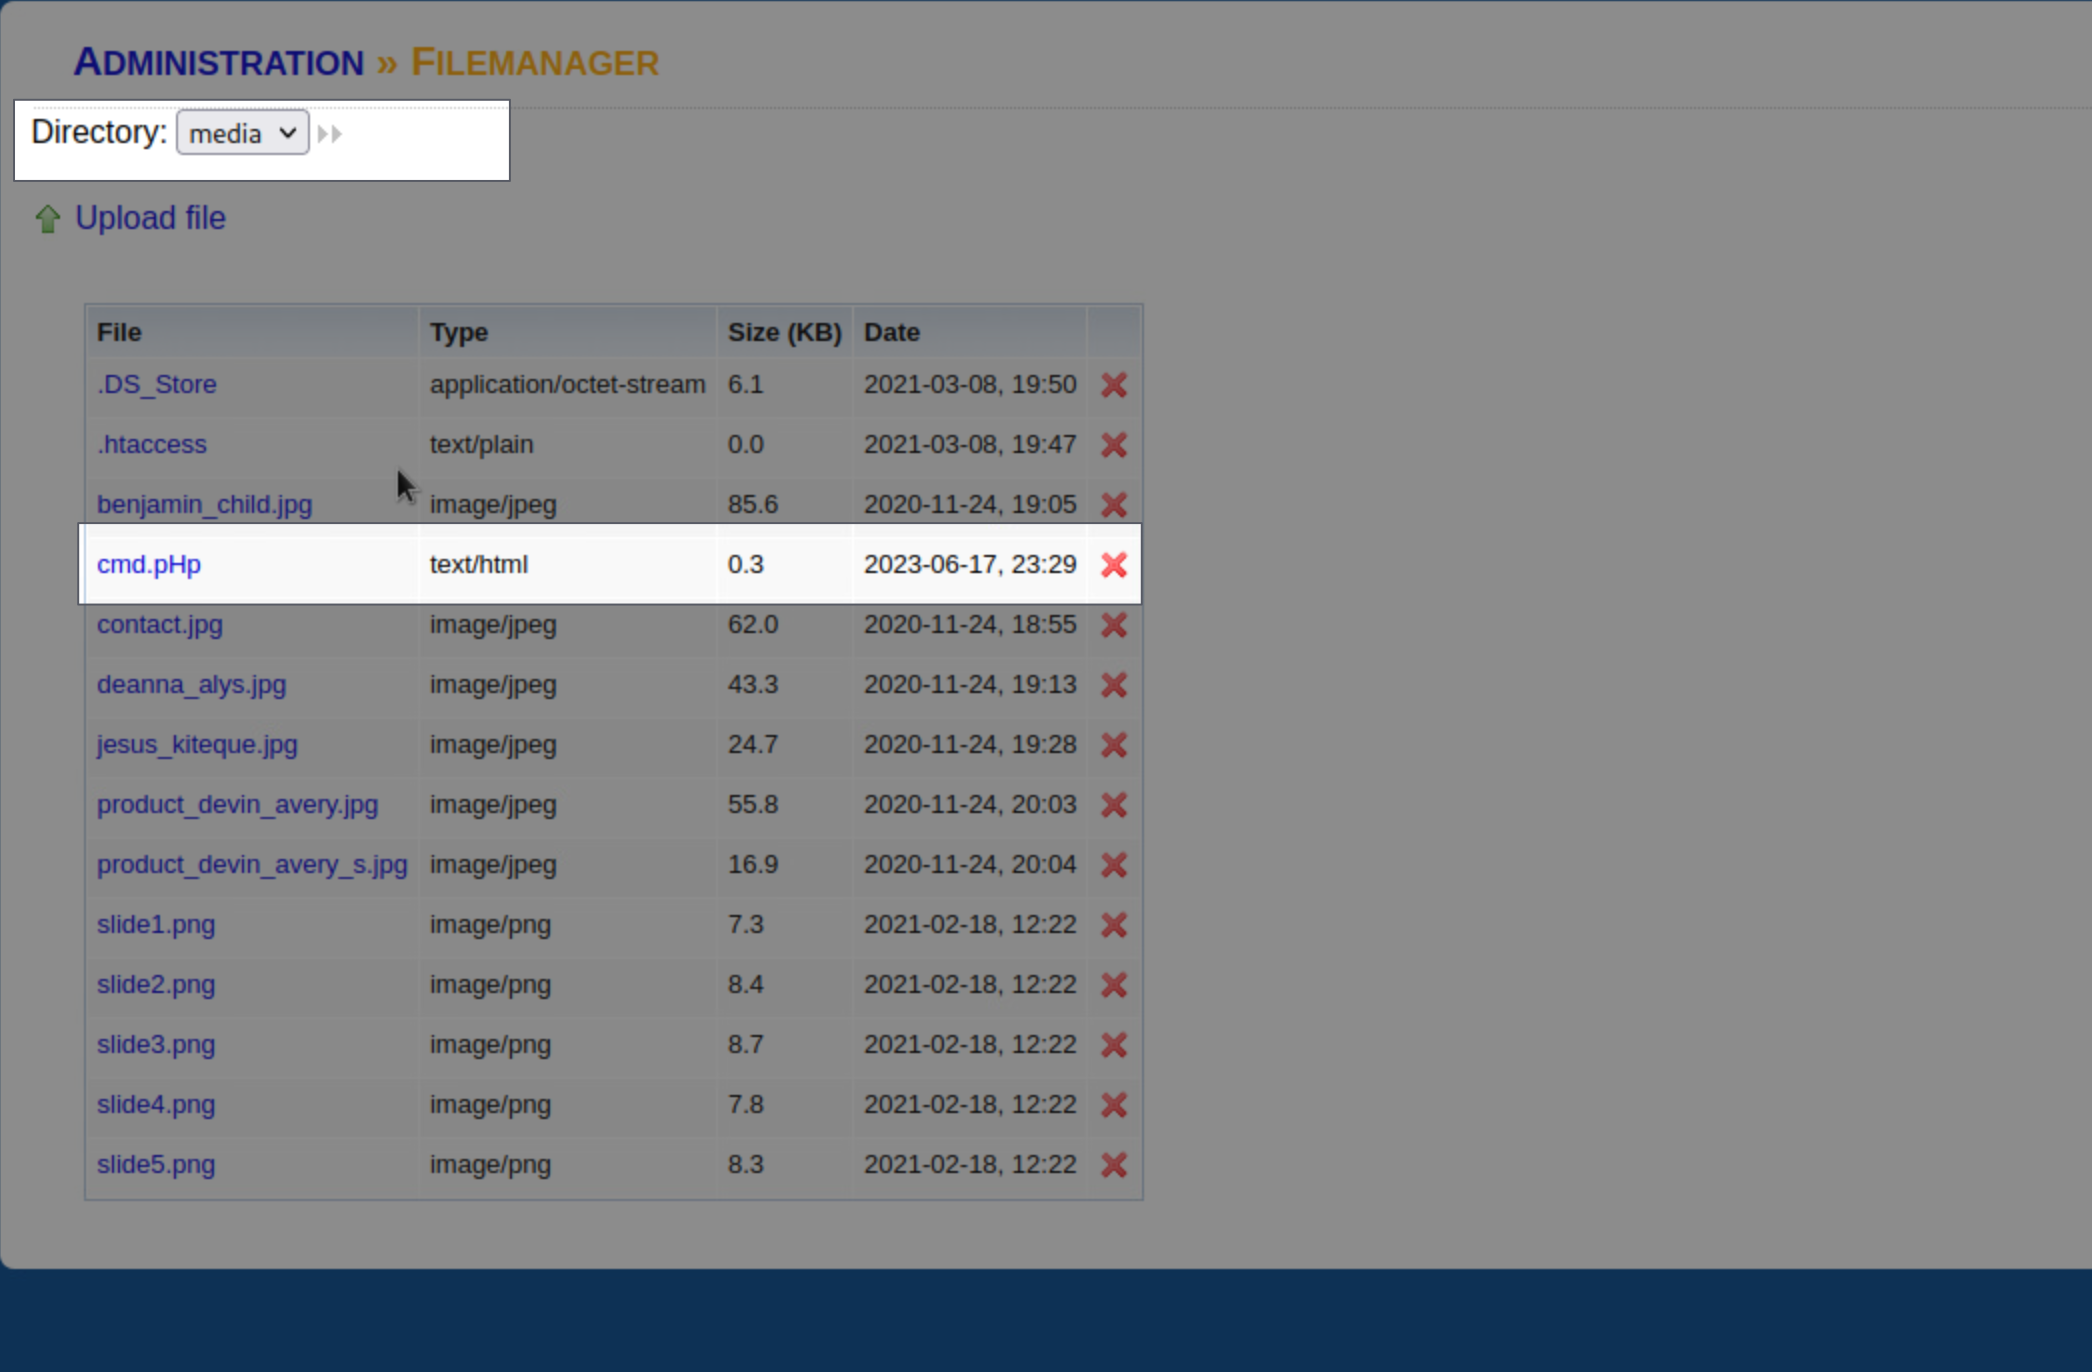 ADMINISTRATION » FILEMANAGER
Directory: media
Upload file
File Type Size (KB) Date
.DS_Store application/octet-stream 6.1 2021-03-08, 19:50
.htaccess text/plain 0.0 2021-03-08, 19:47
benjamin_child.jpg image/jpeg 85.6 2020-11-24, 19:05
cmd.pHp text/html 0.3 2023-06-17, 23:29
contact.jpg image/jpeg 62.0 2020-11-24, 18:55
deanna_alys.jpg image/jpeg 43.3 2020-11-24, 19:13
jesus_kiteque.jpg image/jpeg 24.7 2020-11-24, 19:28
product_devin_avery.jpg image/jpeg 55.8 2020-11-24, 20:03
product_devin_avery_s.jpg image/jpeg 16.9 2020-11-24, 20:04
slide1.png image/png 7.3 2021-02-18, 12:22
slide2.png image/png 8.4 2021-02-18, 12:22
slide3.png image/png 8.7 2021-02-18, 12:22
slide4.png image/png 7.8 2021-02-18, 12:22
slide5.png image/png 8.3 2021-02-18, 12:22